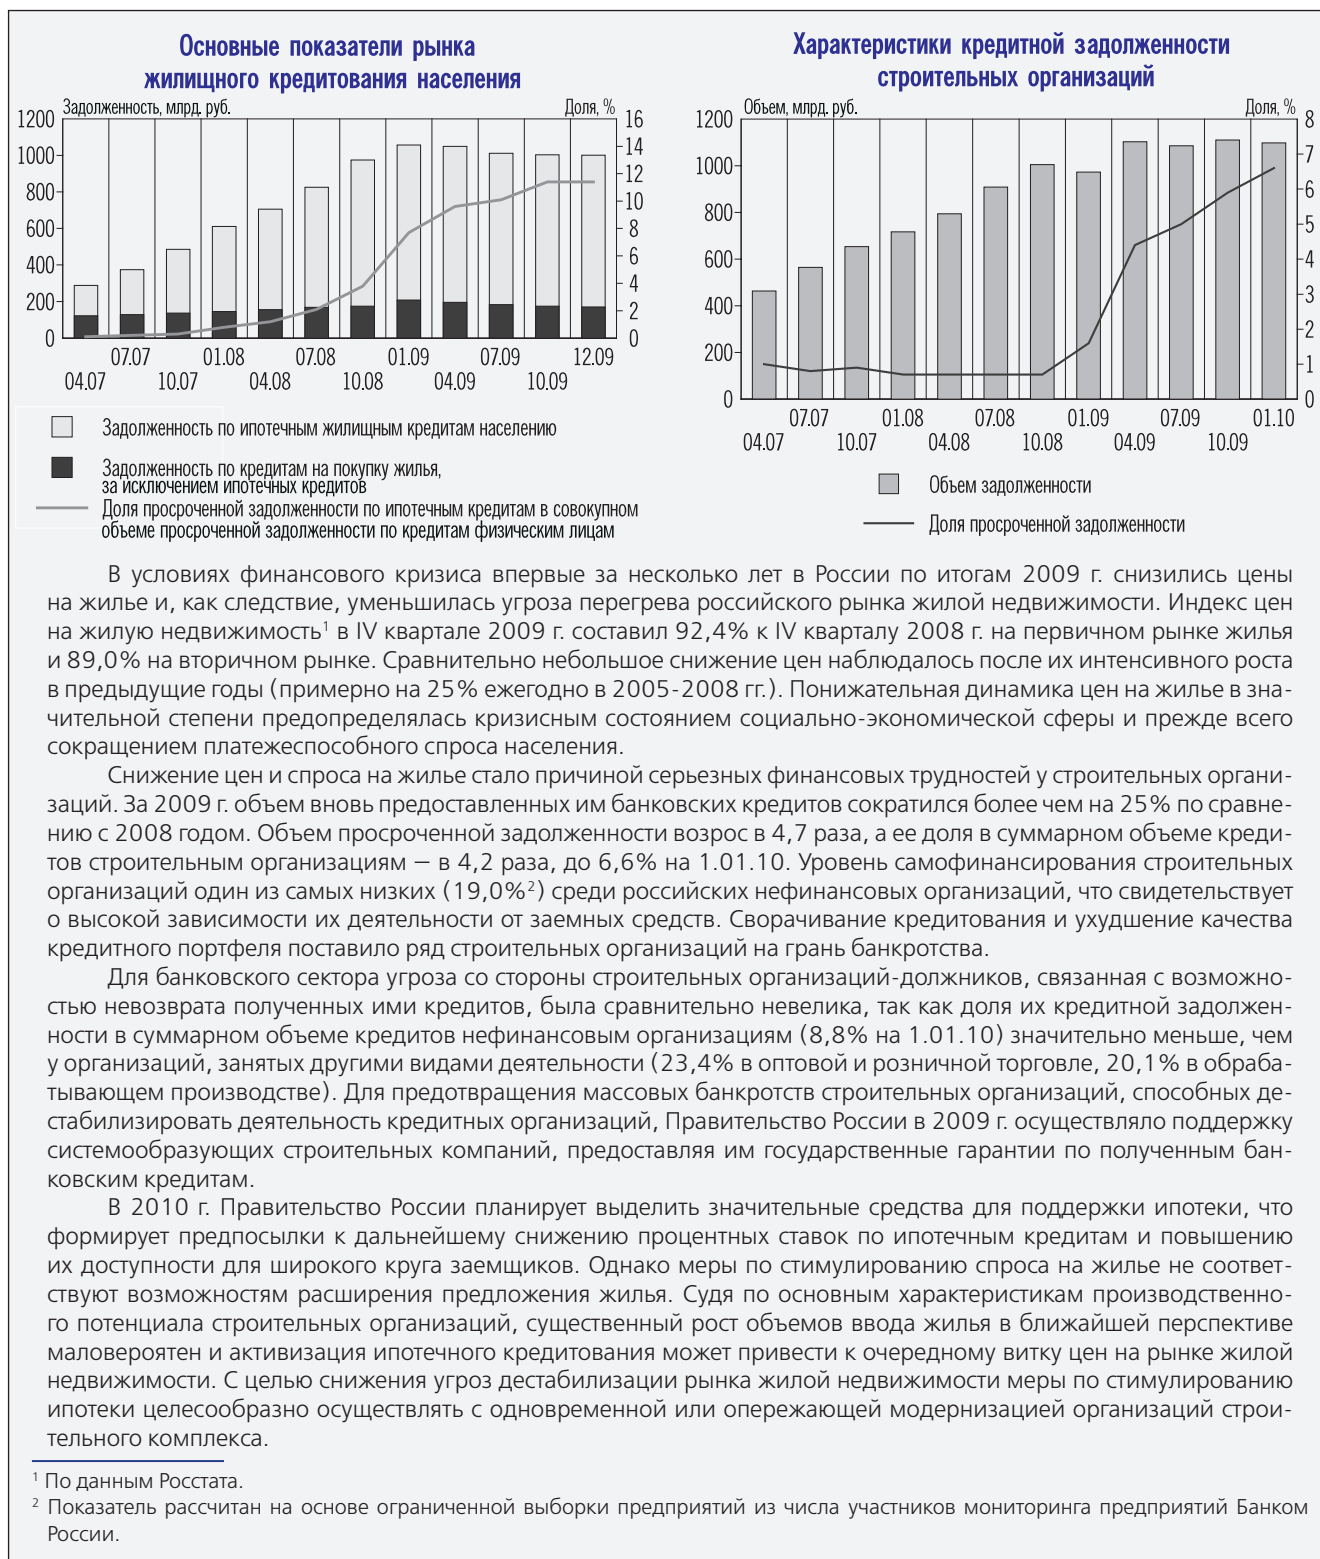 Основные показатели рынка
жилищного кредитования населения
Задолженность, млрд. руб.
Доля, %
1200
1000
800
600
400
200
0
16
14
12
10
8
6
4
2
0
07.07 01.08 07.08 01.09 07.09 12.09
04.07 10.07 04.08 10.08 04.09 10.09
Задолженность по ипотечным жилищным кредитам населению
Задолженность по кредитам на покупку жилья,
за исключением ипотечных кредитов
Доля просроченной задолженности по ипотечным кредитам в совокупном
объеме просроченной задолженности по кредитам физическим лицам
Характеристики кредитной задолженности
строительных организаций
Объем, млрд. руб.
Доля, %
1200
1000
800
600
400
200
0
8
7
6
5
4
3
2
1
0
07.07 01.08 07.08 01.09 07.09 01.10
04.07 10.07 04.08 10.08 04.09 10.09
Объем задолженности
Доля просроченной задолженности
В условиях финансового кризиса впервые за несколько лет в России по итогам 2009 г. снизились цены
на жилье и, как следствие, уменьшилась угроза перегрева российского рынка жилой недвижимости. Индекс цен
на жилую недвижимость¹ в IV квартале 2009 г. составил 92,4% к IV кварталу 2008 г. на первичном рынке жилья
и 89,0% на вторичном рынке. Сравнительно небольшое снижение цен наблюдалось после их интенсивного роста
в предыдущие годы (примерно на 25% ежегодно в 2005-2008 гг.). Понижательная динамика цен на жилье в зна-
чительной степени предопределялась кризисным состоянием социально-экономической сферы и прежде всего
сокращением платежеспособного спроса населения.
Снижение цен и спроса на жилье стало причиной серьезных финансовых трудностей у строительных органи-
заций. За 2009 г. объем вновь предоставленных им банковских кредитов сократился более чем на 25% по сравне-
нию с 2008 годом. Объем просроченной задолженности возрос в 4,7 раза, а ее доля в суммарном объеме креди-
тов строительным организациям — в 4,2 раза, до 6,6% на 1.01.10. Уровень самофинансирования строительных
организаций один из самых низких (19,0%²) среди российских нефинансовых организаций, что свидетельствует
о высокой зависимости их деятельности от заемных средств. Сворачивание кредитования и ухудшение качества
кредитного портфеля поставило ряд строительных организаций на грань банкротства.
Для банковского сектора угроза со стороны строительных организаций-должников, связанная с возможно-
стью невозврата полученных ими кредитов, была сравнительно невелика, так как доля их кредитной задолжен-
ности в суммарном объеме кредитов нефинансовым организациям (8,8% на 1.01.10) значительно меньше, чем
у организаций, занятых другими видами деятельности (23,4% в оптовой и розничной торговле, 20,1% в обраба-
тывающем производстве). Для предотвращения массовых банкротств строительных организаций, способных де-
стабилизировать деятельность кредитных организаций, Правительство России в 2009 г. осуществляло поддержку
системообразующих строительных компаний, предоставляя им государственные гарантии по полученным бан-
ковским кредитам.
В 2010 г. Правительство России планирует выделить значительные средства для поддержки ипотеки, что
формирует предпосылки к дальнейшему снижению процентных ставок по ипотечным кредитам и повышению
их доступности для широкого круга заемщиков. Однако меры по стимулированию спроса на жилье не соответ-
ствуют возможностям расширения предложения жилья. Судя по основным характеристикам производственно-
го потенциала строительных организаций, существенный рост объемов ввода жилья в ближайшей перспективе
маловероятен и активизация ипотечного кредитования может привести к очередному витку цен на рынке жилой
недвижимости. С целью снижения угроз дестабилизации рынка жилой недвижимости меры по стимулированию
ипотеки целесообразно осуществлять с одновременной или опережающей модернизацией организаций строи-
тельного комплекса.
¹ По данным Росстата.
² Показатель рассчитан на основе ограниченной выборки предприятий из числа участников мониторинга предприятий Банком
России.